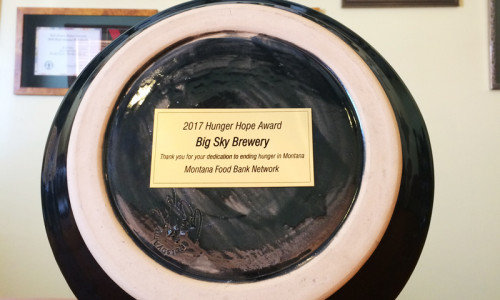 2017 Hunger Hope Award
Big Sky Brewery
Thank you for your dedication to ending hunger in Montana
Montana Food Bank Network